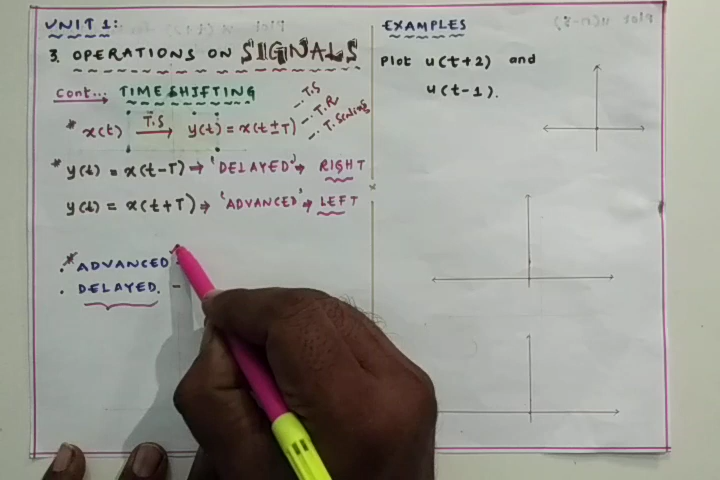 UNIT 1:
3. OPERATIONS ON SIGNALS
Cont... TIME SHIFTING
* x(t) T.S → y(t) = x(t±T)
- T.S
- T.R
- T. Scaling
* y(t) = x(t-T) → 'DELAYED' → RIGHT
y(t) = x(t+T) → 'ADVANCED' → LEFT
. * ADVANCED -
. DELAYED. -
EXAMPLES
Plot u(t+2) and
u(t-1).